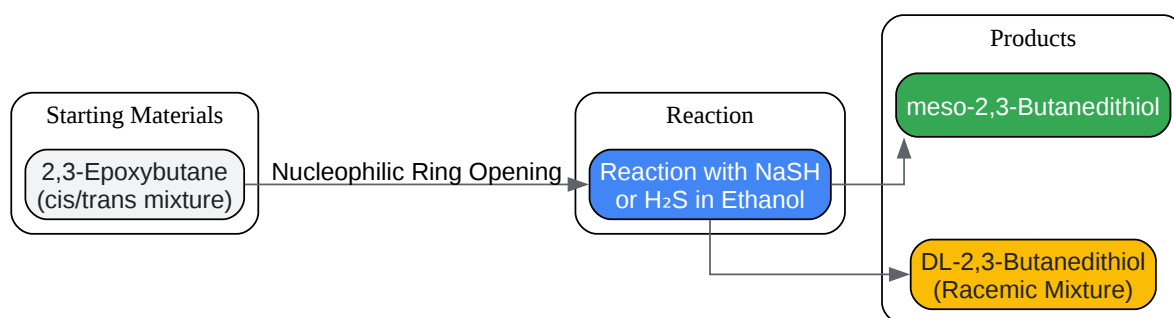 Starting Materials
2,3-Epoxybutane
(cis/trans mixture)
Nucleophilic Ring Opening
Reaction
Reaction with NaSH
or H₂S in Ethanol
Products
meso-2,3-Butanedithiol
DL-2,3-Butanedithiol
(Racemic Mixture)